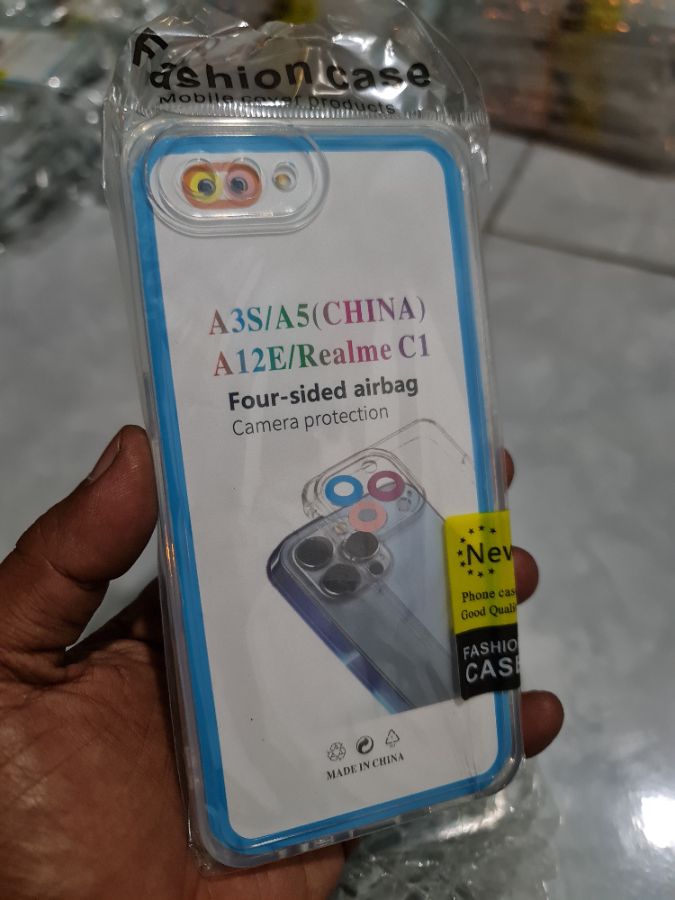 Fashion case
Mobile cover products
A3S/A5(CHINA)
A12E/Realme C1
Four-sided airbag
Camera protection
New
Phone cas
Good Quali
FASHIO
CASE
MADE IN CHINA